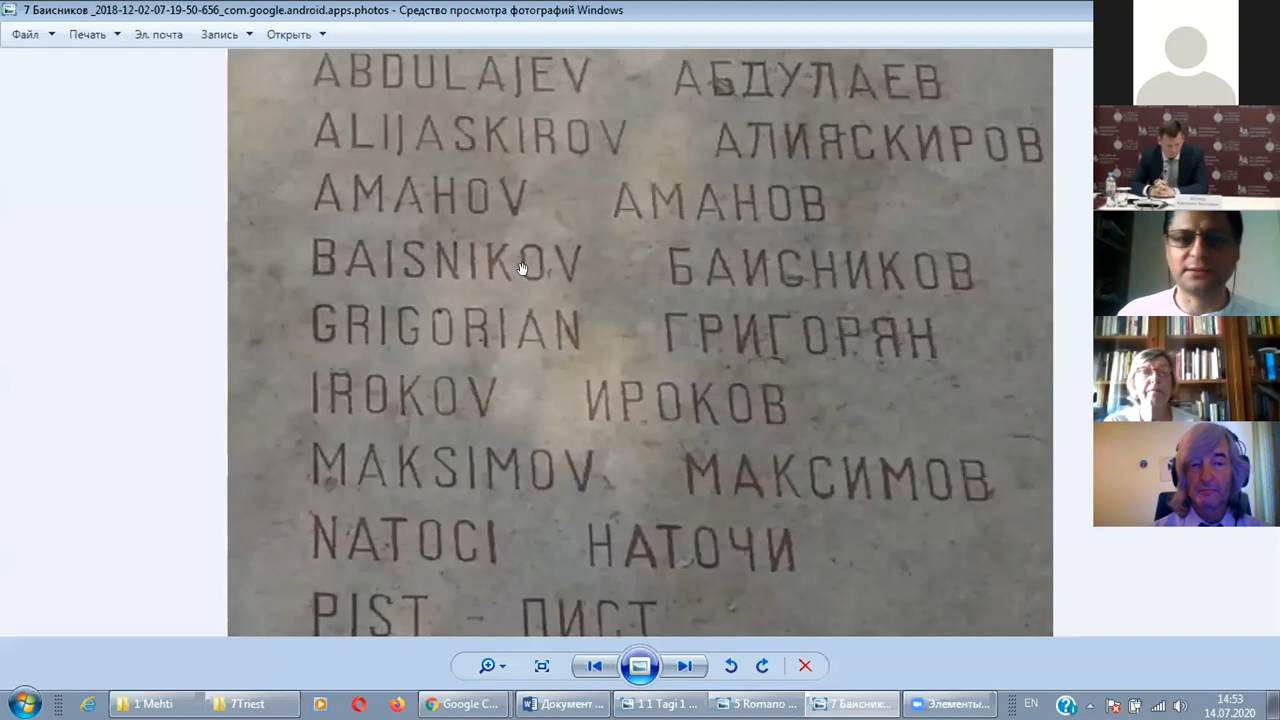 7 Баисников _2018-12-02-07-19-50-656_com.google.android.apps.photos - Средство просмотра фотографий Windows
Файл Печать Эл. почта Запись Открыть
ABDULAJEV АБДУЛАЕВ
ALIJASKIROV АЛИЯСКИРОВ
AMAHOV АМАНОВ
BAISNIKOV БАИСНИКОВ
GRIGORIAN - ГРИГОРЯН
IROKOV ИРОКОВ
MAKSIMOV МАКСИМОВ
NATOCI НАТОЧИ
PIST - ПИСТ
1 Mehti 7Triest Google C... Документ ... 1 1 Tagi 1 ... 5 Romano ... 7 Баисник... Элементы... EN 14:53
14.07.2020